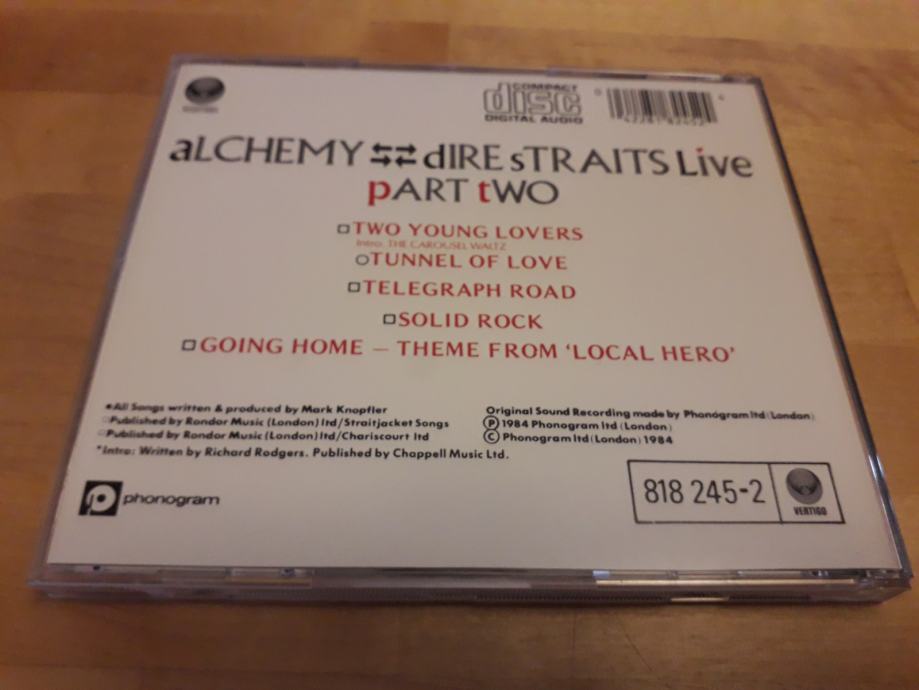 COMPACT
disc
DIGITAL AUDIO
aLCHEMY dIRE sTRAITS Live
pART tWO
TWO YOUNG LOVERS
Intro: THE CAROUSEL WALTZ
TUNNEL OF LOVE
TELEGRAPH ROAD
SOLID ROCK
GOING HOME – THEME FROM ‘LOCAL HERO’
•All Songs written & produced by Mark Knopfler
Published by Rondor Music (London) ltd/Straitjacket Songs
Published by Rondor Music (London) ltd/Chariscourt ltd
*Intro: Written by Richard Rodgers. Published by Chappell Music Ltd.
Original Sound Recording made by Phonogram ltd (London)
Ⓟ 1984 Phonogram ltd (London)
© Phonogram ltd (London) 1984
phonogram
818 245-2
VERTIGO